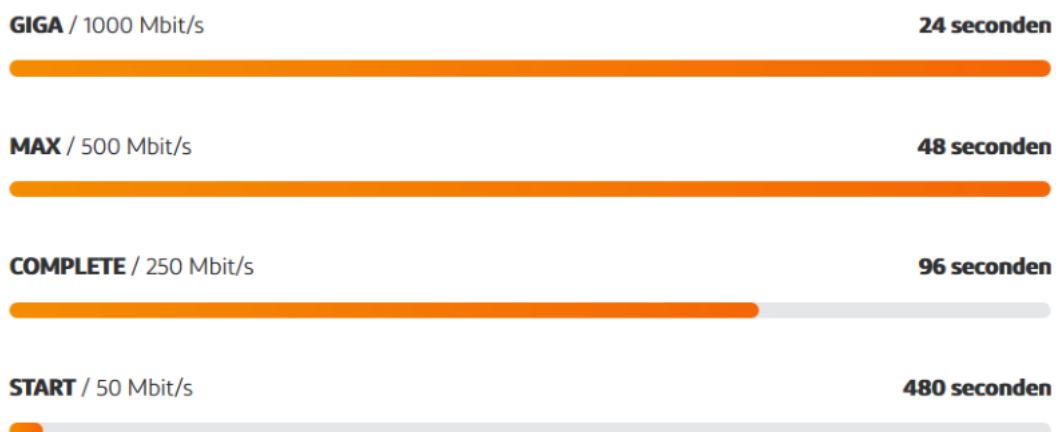 GIGA / 1000 Mbit/s 24 seconden
MAX / 500 Mbit/s 48 seconden
COMPLETE / 250 Mbit/s 96 seconden
START / 50 Mbit/s 480 seconden